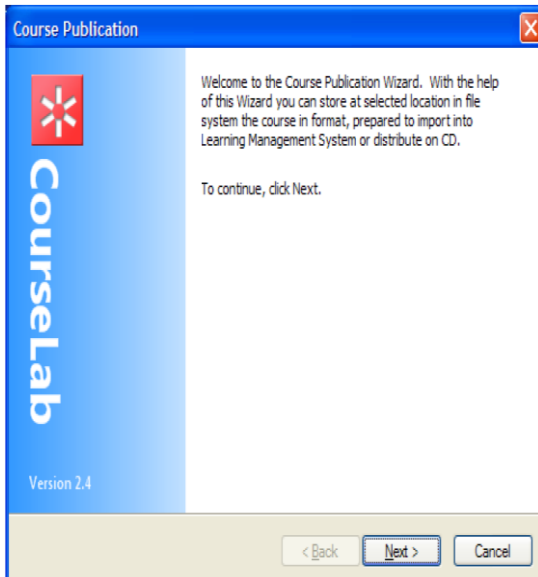 Course Publication
Welcome to the Course Publication Wizard. With the help
of this Wizard you can store at selected location in file
system the course in format, prepared to import into
Learning Management System or distribute on CD.
To continue, click Next.
CourseLab
Version 2.4
< Back
Next >
Cancel